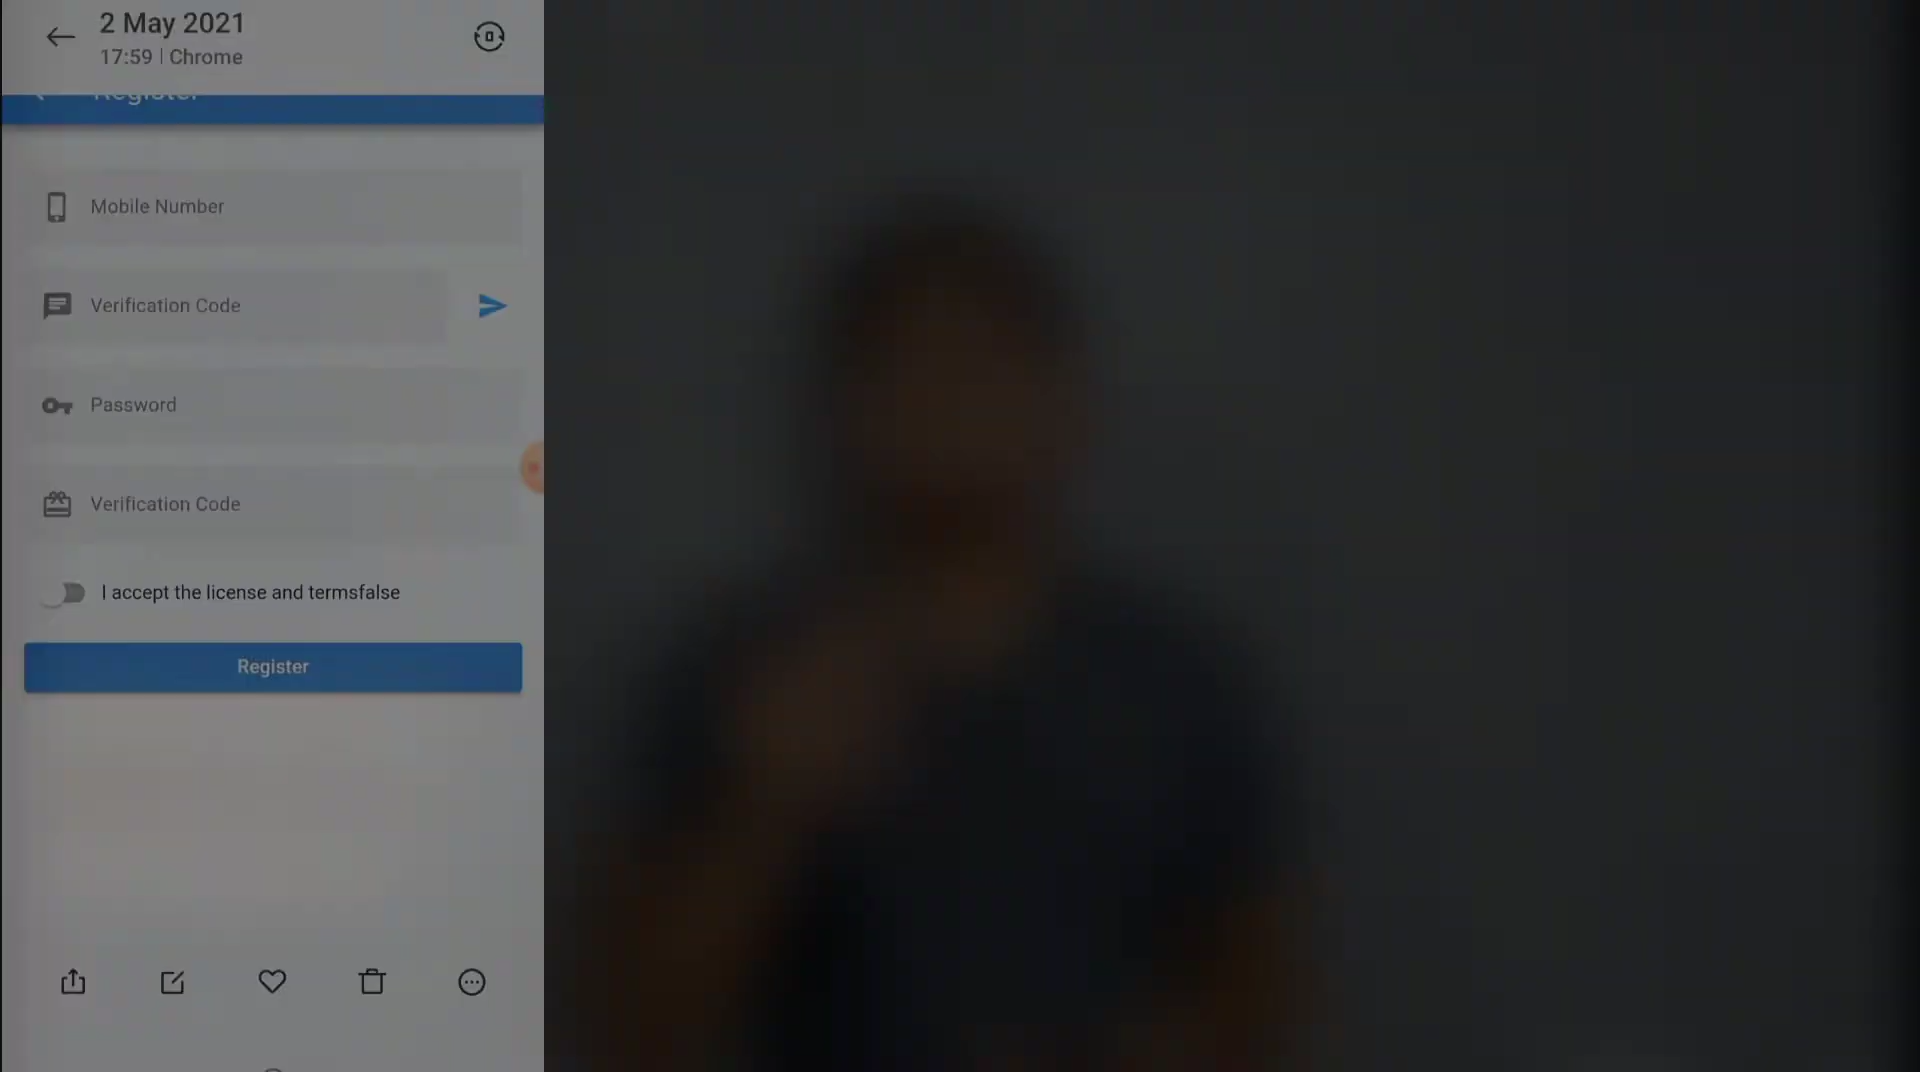 2 May 2021
17:59 | Chrome
Register
Mobile Number
Verification Code
Password
Verification Code
I accept the license and termsfalse
Register